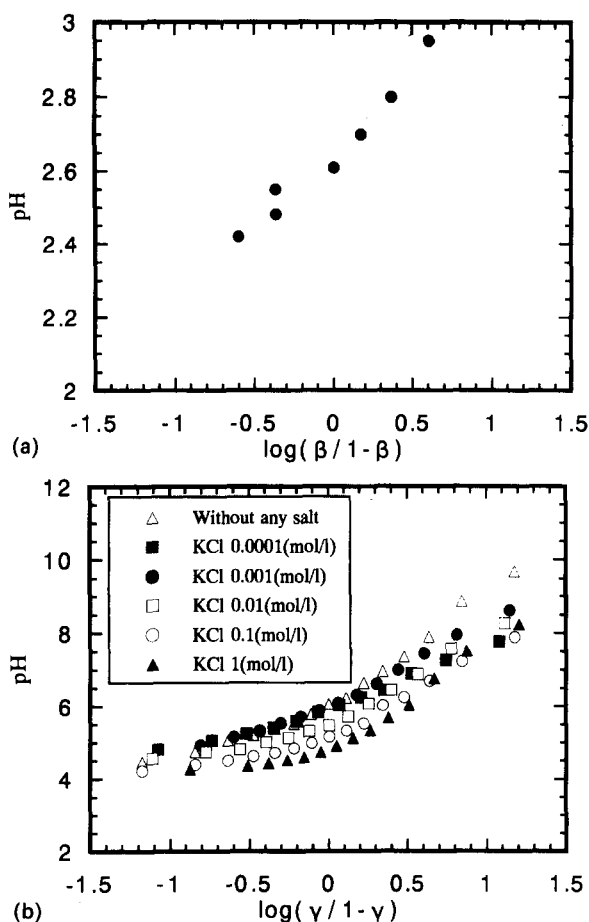 3
2.8
2.6
2.4
2.2
2
pH
-1.5 -1 -0.5 0 0.5 1 1.5
(a) log( β / 1 - β )
12
10
8
6
4
2
pH
Without any salt
KCl 0.0001(mol/l)
KCl 0.001(mol/l)
KCl 0.01(mol/l)
KCl 0.1(mol/l)
KCl 1(mol/l)
-1.5 -1 -0.5 0 0.5 1 1.5
(b) log( γ / 1 - γ )